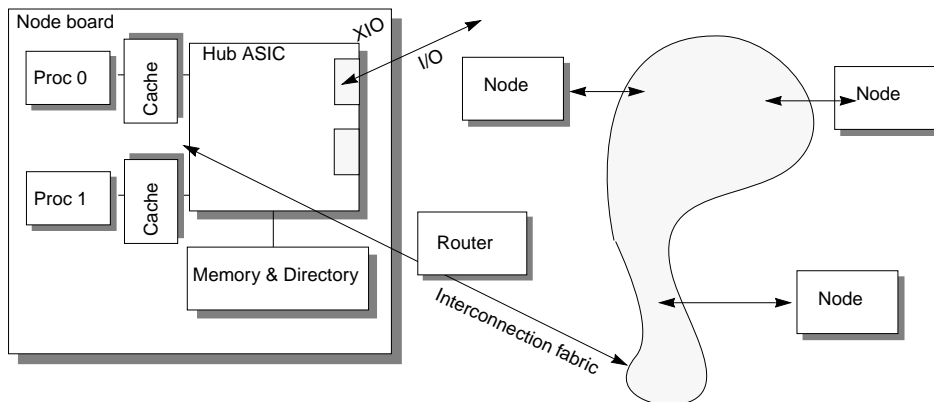 Node board
XIO
I/O
Proc 0
Cache
Hub ASIC
Node
Node
Proc 1
Cache
Router
Memory & Directory
Interconnection fabric
Node